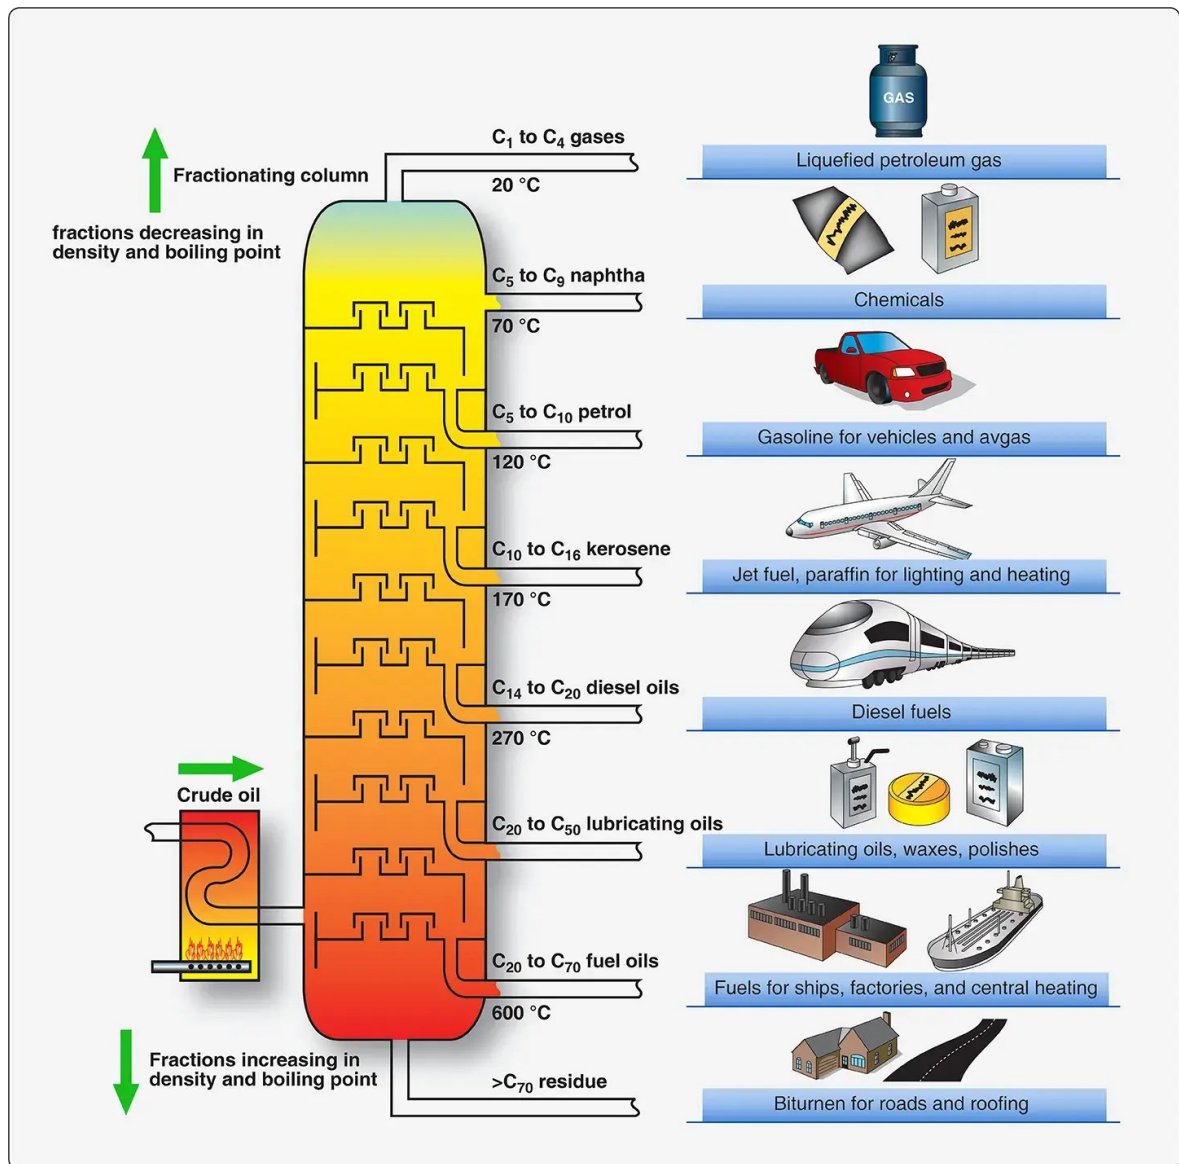 GAS
C₁ to C₄ gases
20 °C
Liquefied petroleum gas
Fractionating column
fractions decreasing in
density and boiling point
C₅ to C₉ naphtha
70 °C
Chemicals
C₅ to C₁₀ petrol
120 °C
Gasoline for vehicles and avgas
C₁₀ to C₁₆ kerosene
170 °C
Jet fuel, paraffin for lighting and heating
C₁₄ to C₂₀ diesel oils
270 °C
Diesel fuels
Crude oil
C₂₀ to C₅₀ lubricating oils
Lubricating oils, waxes, polishes
C₂₀ to C₇₀ fuel oils
600 °C
Fuels for ships, factories, and central heating
Fractions increasing in
density and boiling point
>C₇₀ residue
Biturnen for roads and roofing